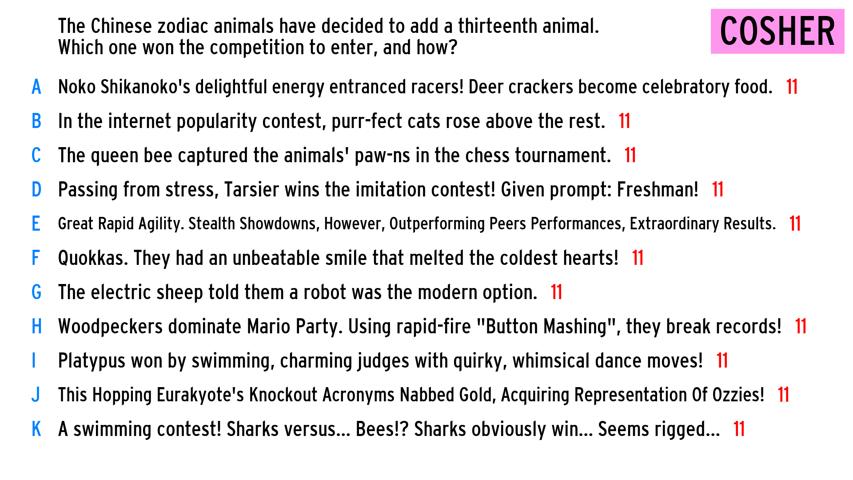 The Chinese zodiac animals have decided to add a thirteenth animal.
Which one won the competition to enter, and how?
COSHER
A Noko Shikanoko's delightful energy entranced racers! Deer crackers become celebratory food. 11
B In the internet popularity contest, purr-fect cats rose above the rest. 11
C The queen bee captured the animals' paw-ns in the chess tournament. 11
D Passing from stress, Tarsier wins the imitation contest! Given prompt: Freshman! 11
E Great Rapid Agility. Stealth Showdowns, However, Outperforming Peers Performances, Extraordinary Results. 11
F Quokkas. They had an unbeatable smile that melted the coldest hearts! 11
G The electric sheep told them a robot was the modern option. 11
H Woodpeckers dominate Mario Party. Using rapid-fire "Button Mashing", they break records! 11
I Platypus won by swimming, charming judges with quirky, whimsical dance moves! 11
J This Hopping Eurakyote's Knockout Acronyms Nabbed Gold, Acquiring Representation Of Ozzies! 11
K A swimming contest! Sharks versus... Bees!? Sharks obviously win... Seems rigged... 11